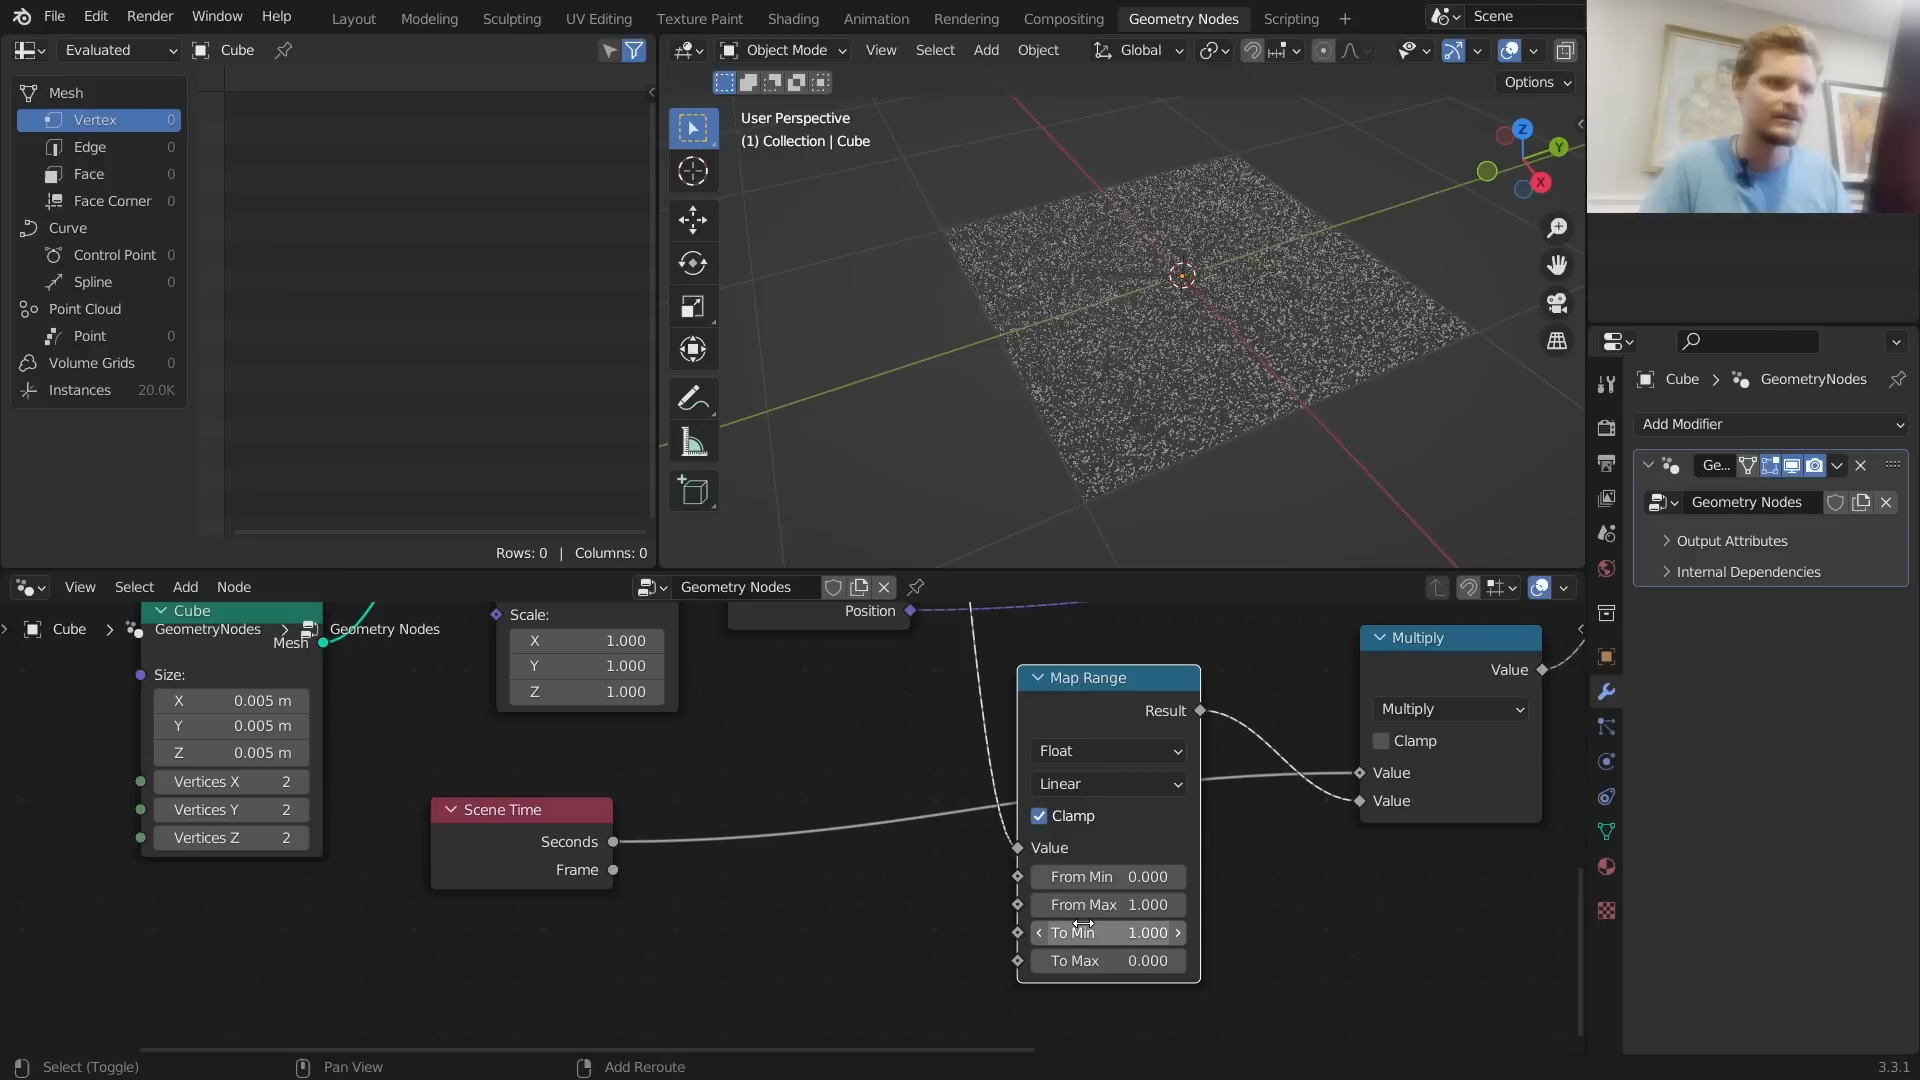 File Edit Render Window Help
Layout Modeling Sculpting UV Editing Texture Paint Shading Animation Rendering Compositing Geometry Nodes Scripting
Scene
Evaluated
Cube
Object Mode
View Select Add Object
Global
Options
Mesh
Vertex 0
Edge 0
Face 0
Face Corner 0
Curve
Control Point 0
Spline 0
Point Cloud
Point 0
Volume Grids 0
Instances 20.0K
Rows: 0 | Columns: 0
User Perspective
(1) Collection | Cube
Z
Y
X
Cube
GeometryNodes
Add Modifier
Ge...
Geometry Nodes
Output Attributes
Internal Dependencies
View Select Add Node
Geometry Nodes
Cube
GeometryNodes
Geometry Nodes
Cube
Mesh
Size:
X 0.005 m
Y 0.005 m
Z 0.005 m
Vertices X 2
Vertices Y 2
Vertices Z 2
Scale:
X 1.000
Y 1.000
Z 1.000
Position
Scene Time
Seconds
Frame
Map Range
Result
Float
Linear
Clamp
Value
From Min 0.000
From Max 1.000
To Min 1.000
To Max 0.000
Multiply
Value
Multiply
Clamp
Value
Value
Select (Toggle)
Pan View
Add Reroute
3.3.1